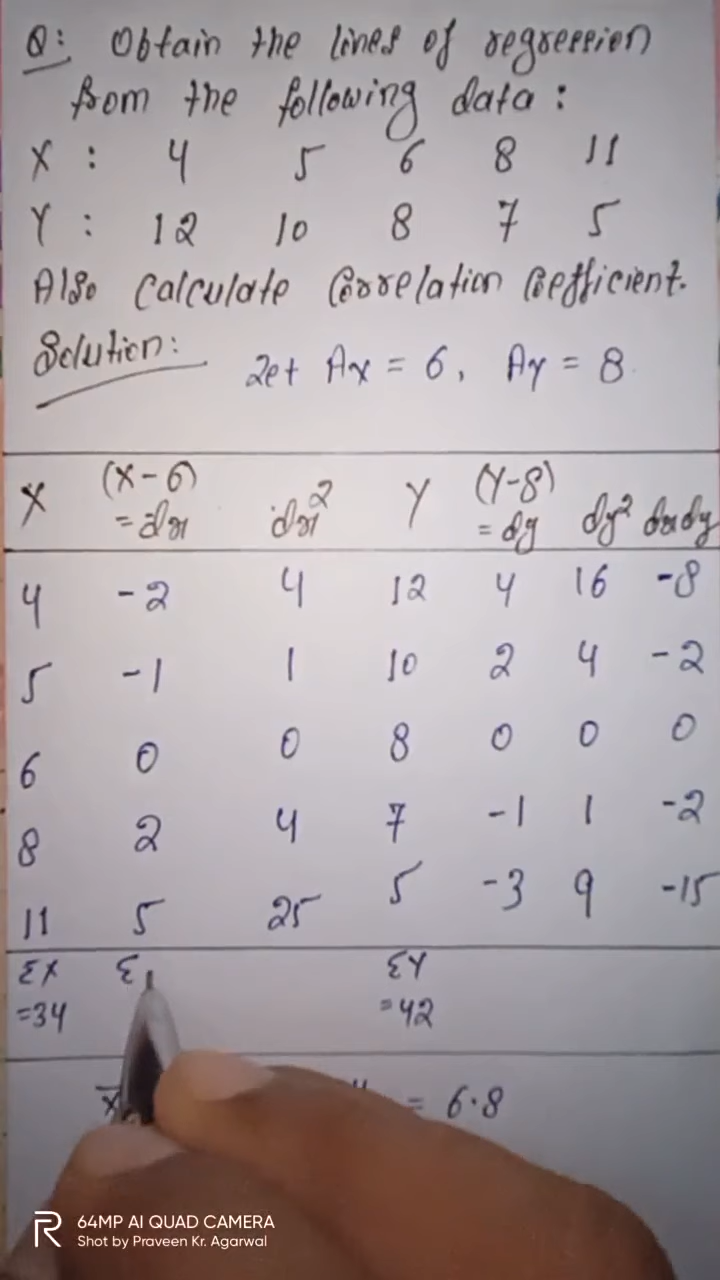 Q: Obtain the lines of regression
from the following data:
X : 4 5 6 8 11
Y : 12 10 8 7 5
Also Calculate Correlation Coefficient.
Solution: Let Ax = 6, Ay = 8.
X (X-6) =dx dx² Y (Y-8) =dy dy² dxdy
4 -2 4 12 4 16 -8
5 -1 1 10 2 4 -2
6 0 0 8 0 0 0
8 2 4 7 -1 1 -2
11 5 25 5 -3 9 -15
ΣX Σ ΣY
=34 =42
= 6.8
64MP AI QUAD CAMERA
Shot by Praveen Kr. Agarwal